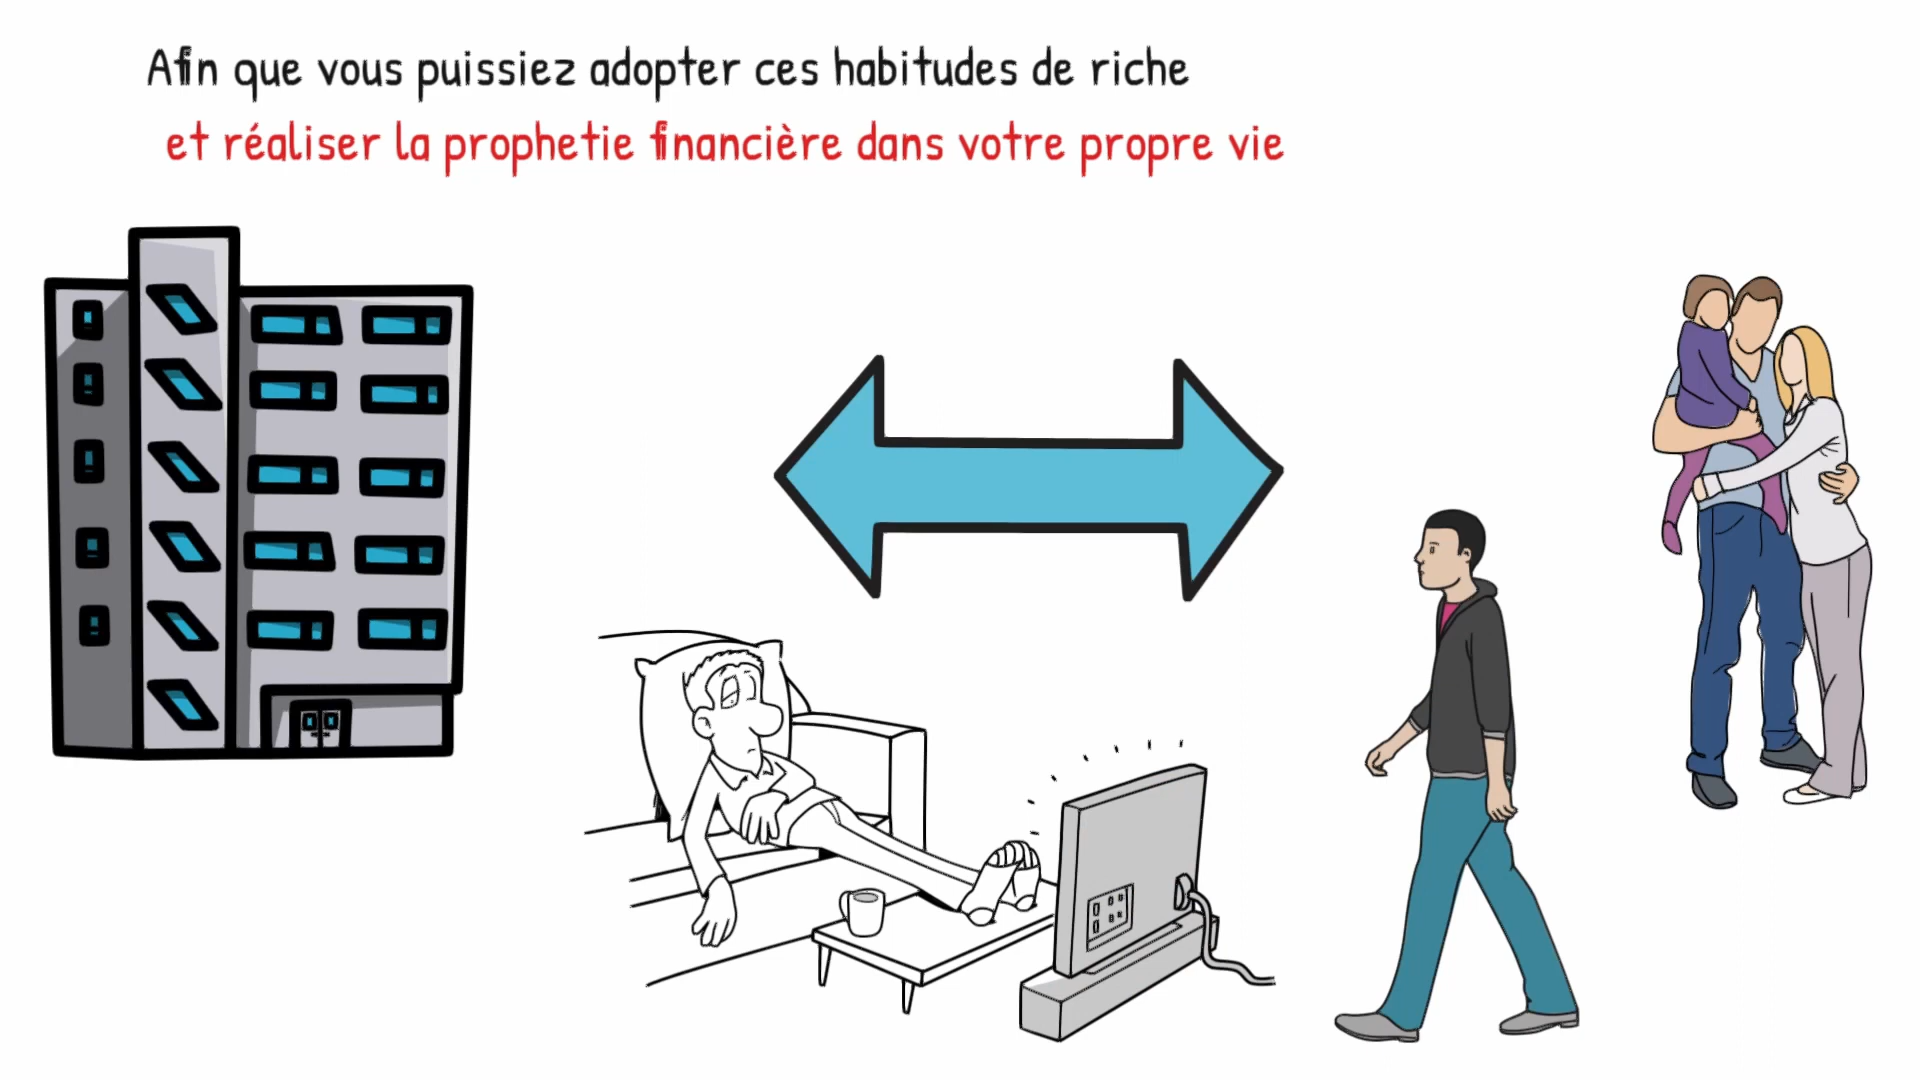 Afin que vous puissiez adopter ces habitudes de riche
et réaliser la prophetie financière dans votre propre vie